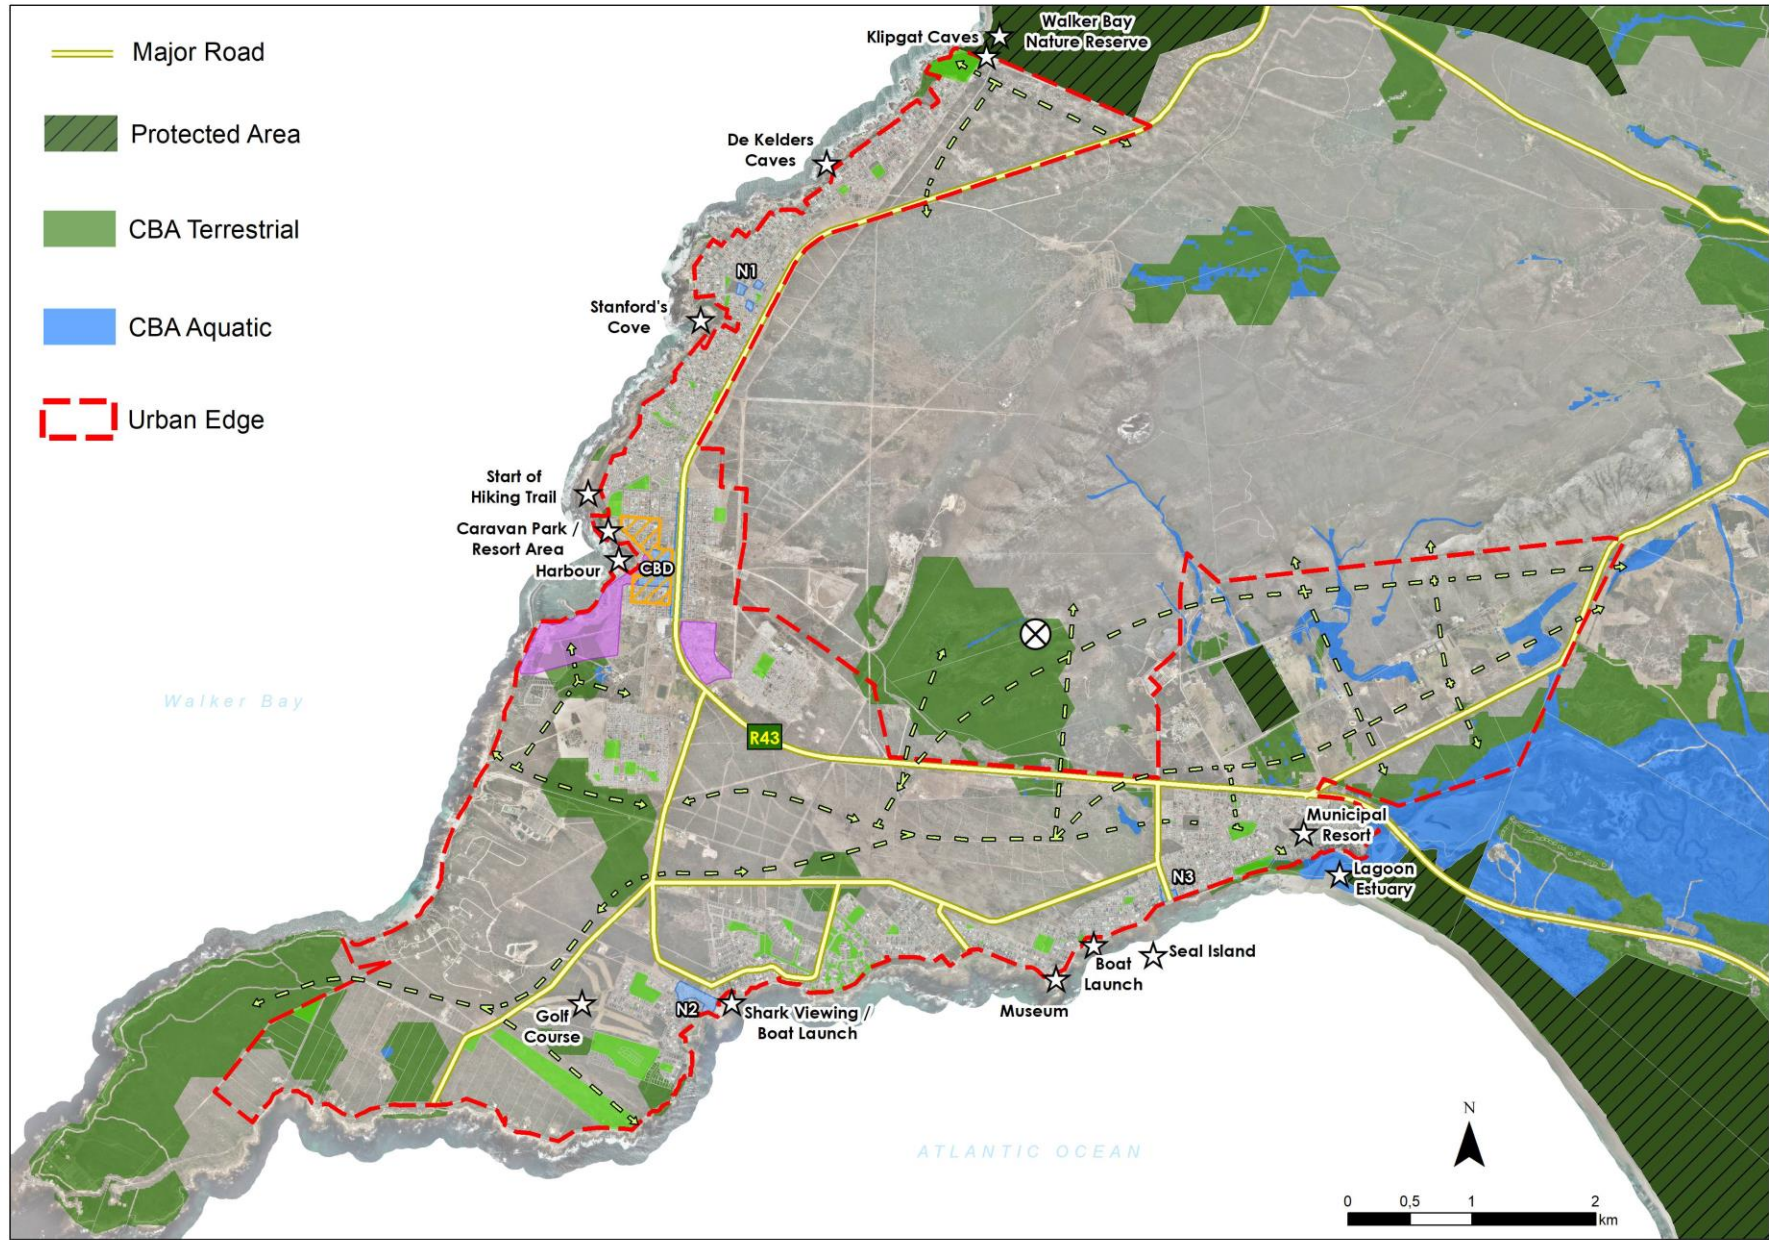 Major Road
Protected Area
CBA Terrestrial
CBA Aquatic
Urban Edge
Klipgat Caves
Walker Bay
Nature Reserve
De Kelders
Caves
N1
Stanford's
Cove
Start of
Hiking Trail
Caravan Park /
Resort Area
Harbour
CBD
Walker Bay
R43
Municipal
Resort
N3
Lagoon
Estuary
Seal Island
Boat
Launch
Museum
Golf
Course
N2
Shark Viewing /
Boat Launch
ATLANTIC OCEAN
N
0 0,5 1 2
km